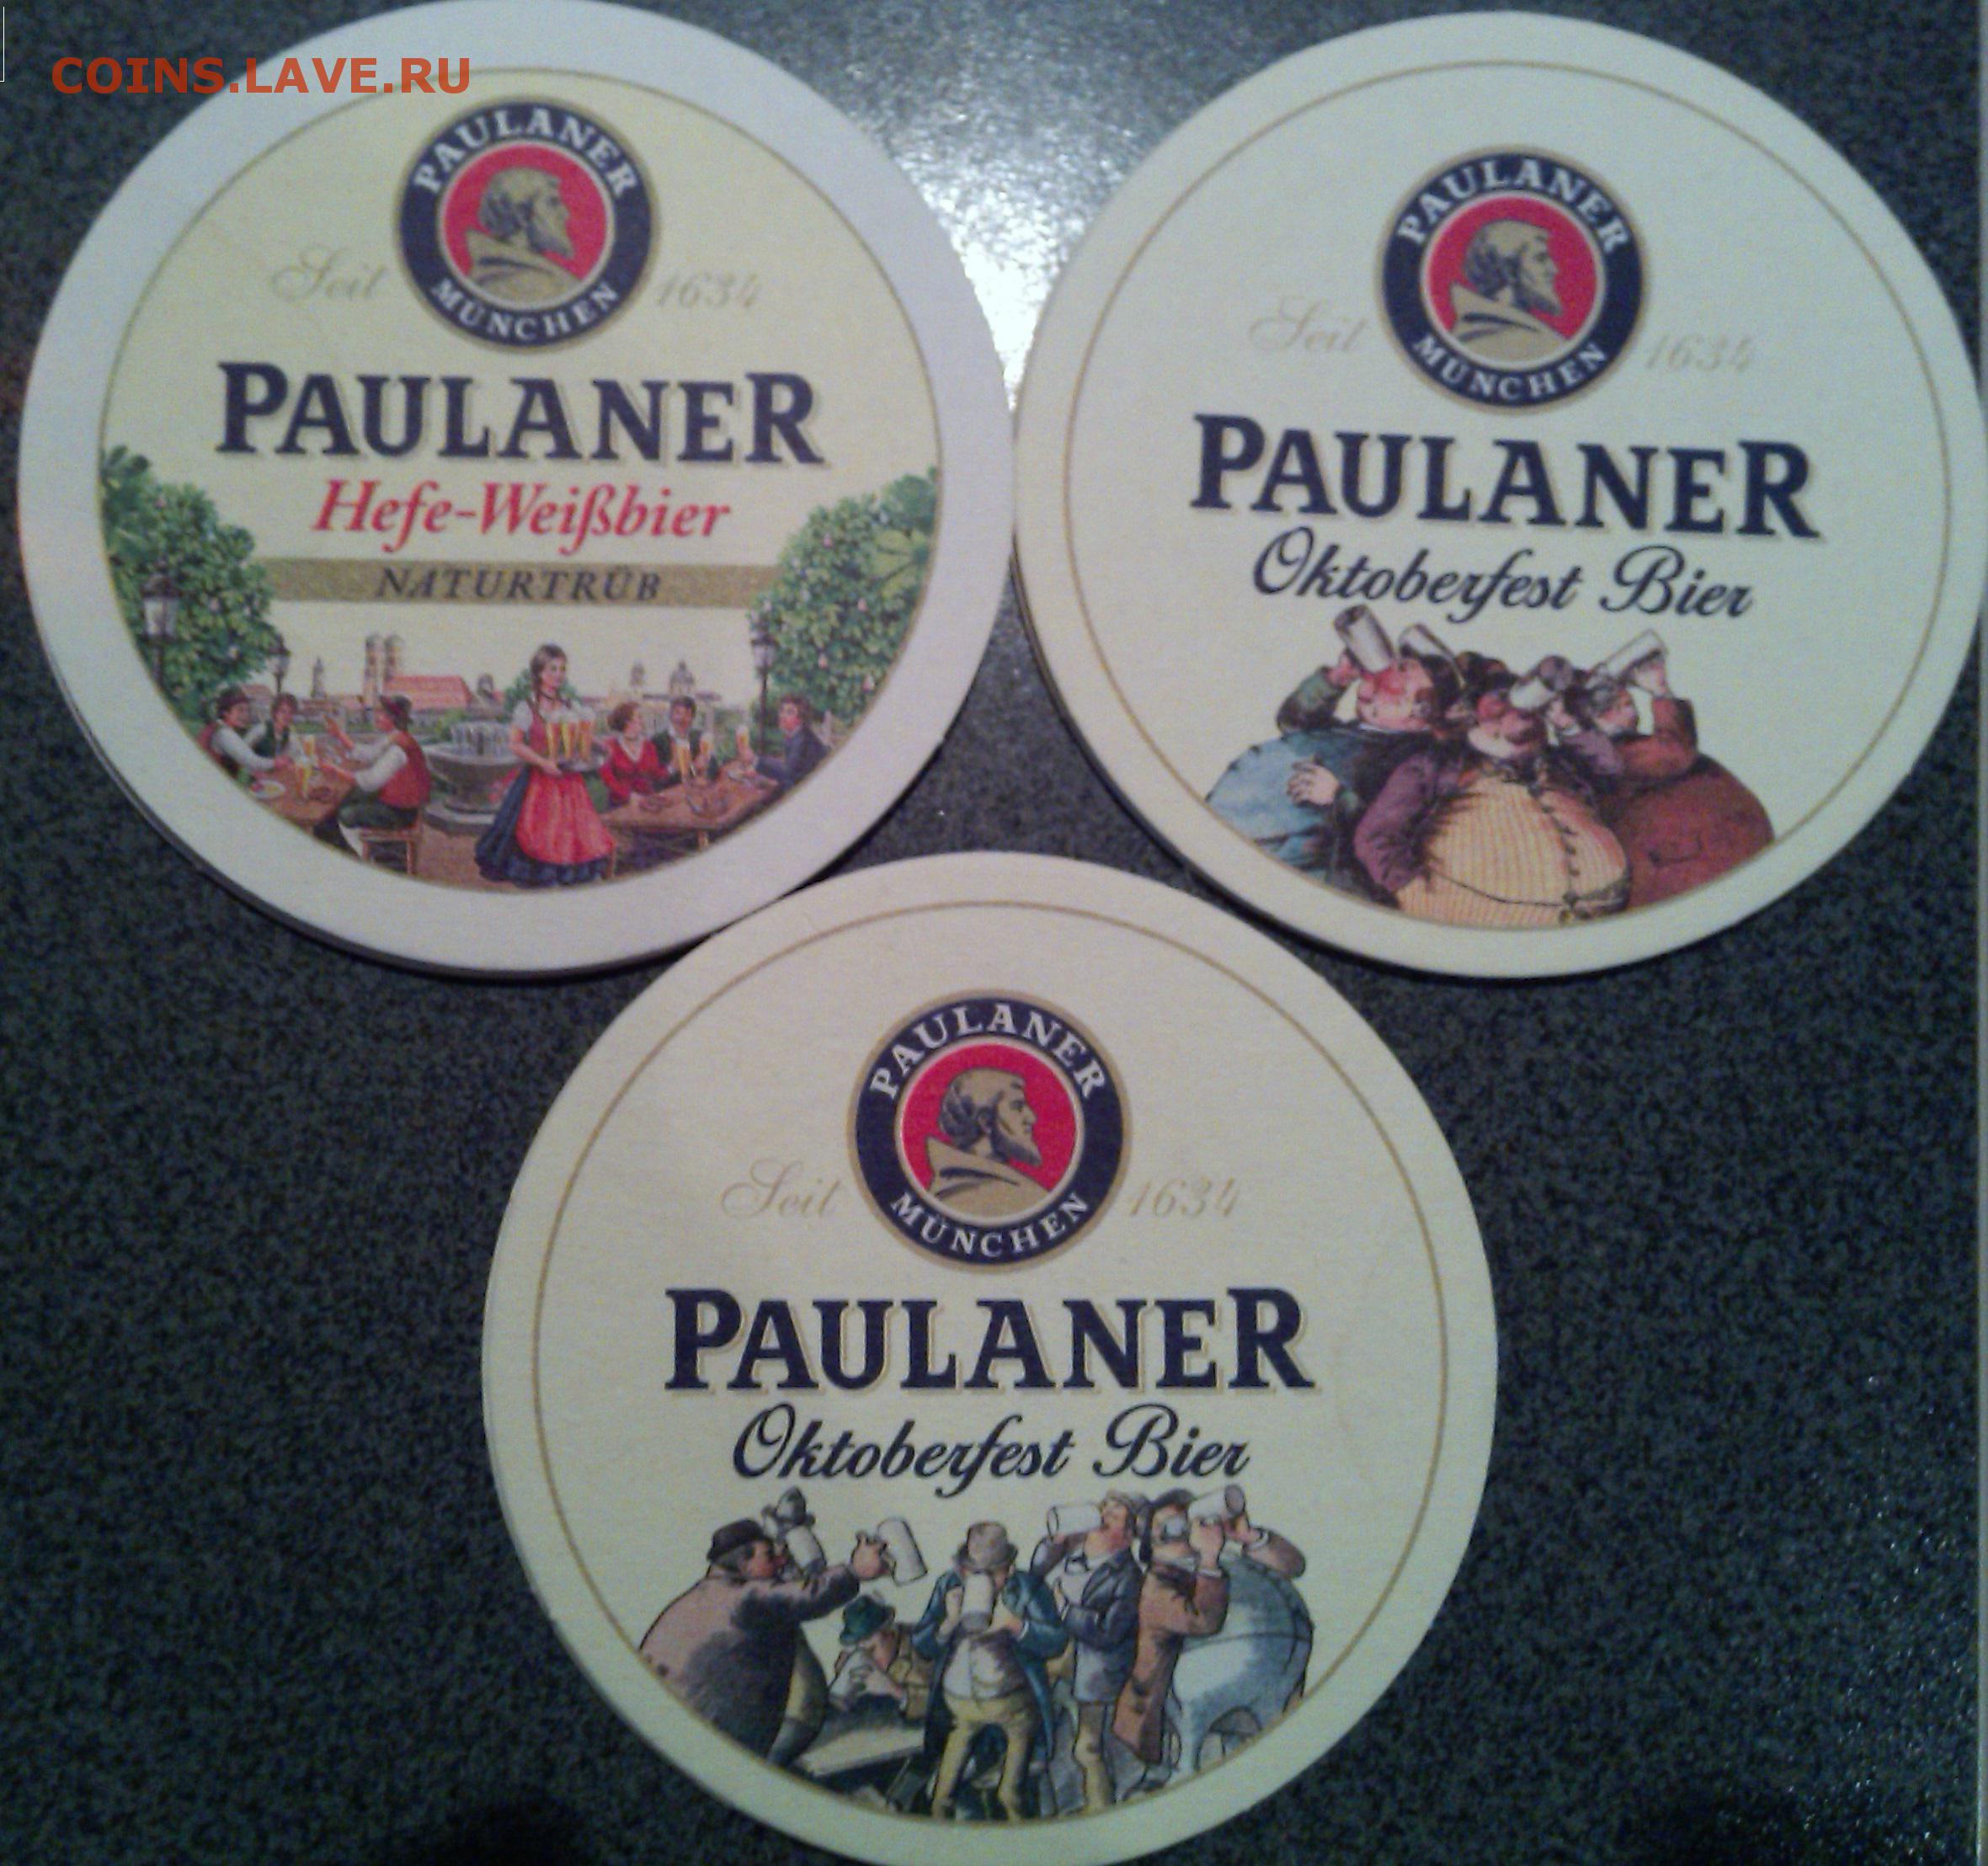 COINS.LAVE.RU
PAULANER
MÜNCHEN
Seit 1634
PAULANER
Hefe-Weißbier
NATURTRÜB
PAULANER
MÜNCHEN
Seit 1634
PAULANER
Oktoberfest Bier
PAULANER
MÜNCHEN
Seit 1634
PAULANER
Oktoberfest Bier